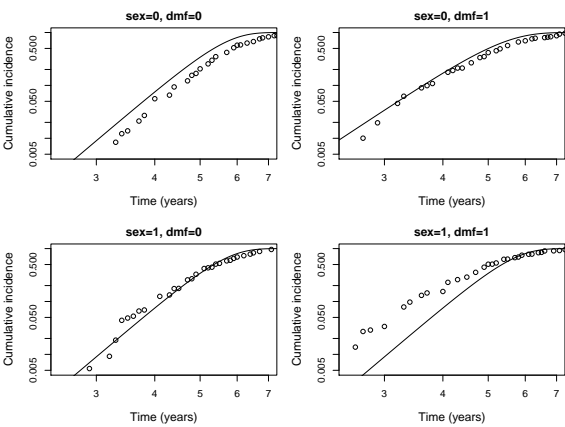 sex=0, dmf=0
Cumulative incidence
0.500
0.050
0.005
3 4 5 6 7
Time (years)
sex=0, dmf=1
Cumulative incidence
0.500
0.050
0.005
3 4 5 6 7
Time (years)
sex=1, dmf=0
Cumulative incidence
0.500
0.050
0.005
3 4 5 6 7
Time (years)
sex=1, dmf=1
Cumulative incidence
0.500
0.050
0.005
3 4 5 6 7
Time (years)